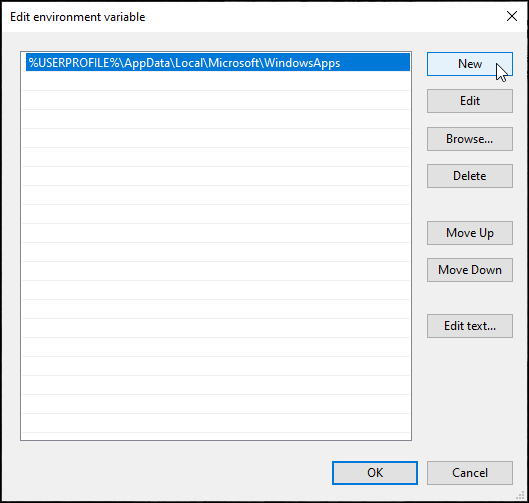 Edit environment variable
%USERPROFILE%\AppData\Local\Microsoft\WindowsApps
New
Edit
Browse...
Delete
Move Up
Move Down
Edit text...
OK
Cancel